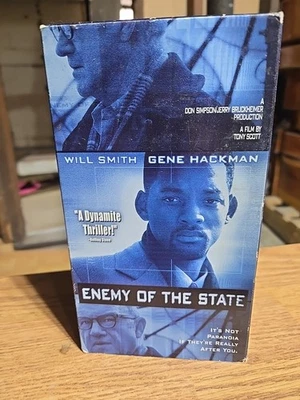 A
DON SIMPSON/JERRY BRUCKHEIMER
PRODUCTION
A FILM BY
TONY SCOTT
WILL SMITH GENE HACKMAN
"A Dynamite
Thriller!"
ENEMY OF THE STATE
IT'S NOT
PARANOIA
IF THEY'RE REALLY
AFTER YOU.